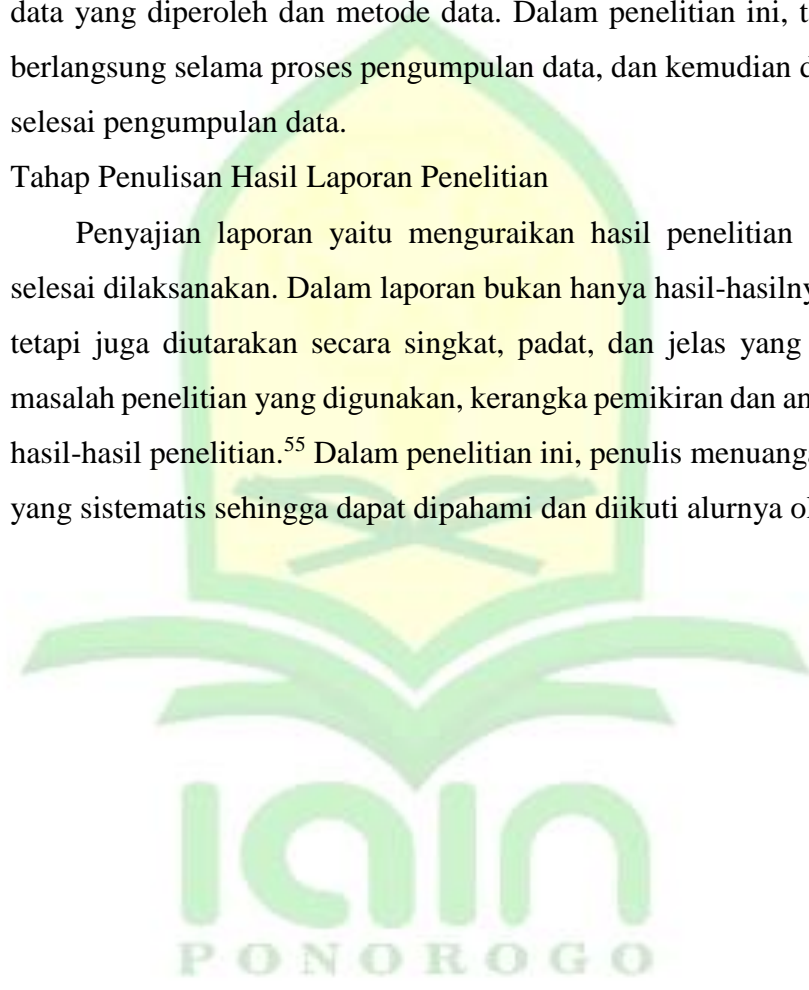 data yang diperoleh dan metode data. Dalam penelitian ini, t
berlangsung selama proses pengumpulan data, dan kemudian d
selesai pengumpulan data.
Tahap Penulisan Hasil Laporan Penelitian
Penyajian laporan yaitu menguraikan hasil penelitian
selesai dilaksanakan. Dalam laporan bukan hanya hasil-hasilny
tetapi juga diutarakan secara singkat, padat, dan jelas yang
masalah penelitian yang digunakan, kerangka pemikiran dan an
hasil-hasil penelitian.55 Dalam penelitian ini, penulis menuanga
yang sistematis sehingga dapat dipahami dan diikuti alurnya ol
iain
PONOROGO